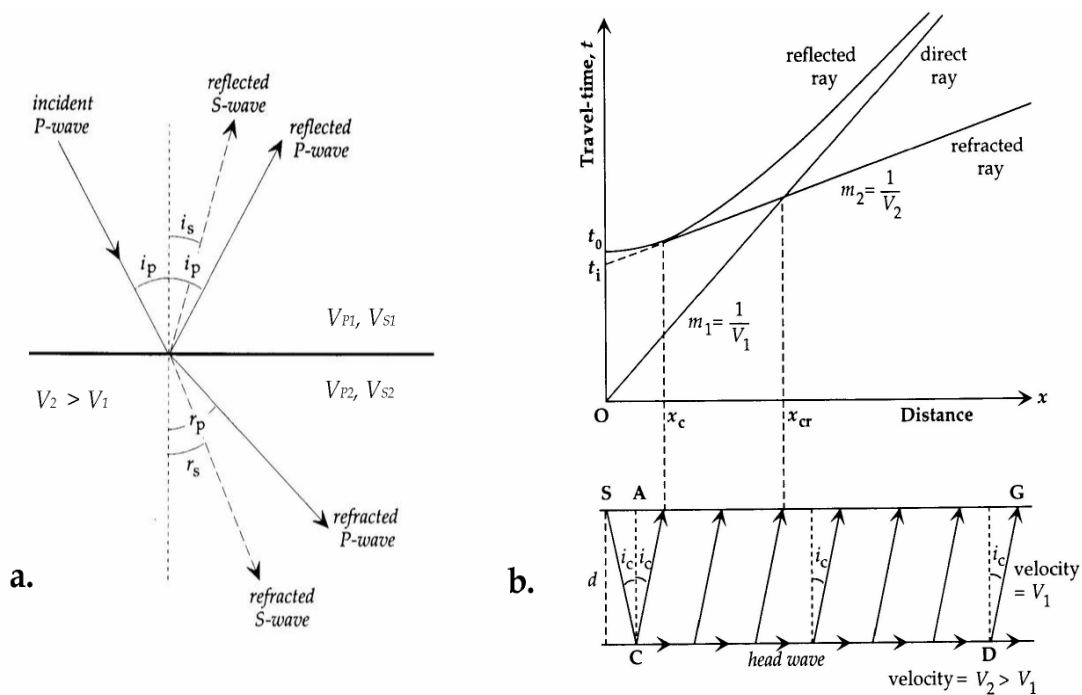 incident
P-wave
reflected
S-wave
reflected
P-wave
i_s
i_p
i_p
V_P1, V_S1
V_2 > V_1
V_P2, V_S2
r_p
r_s
refracted
P-wave
refracted
S-wave
a.
Travel-time, t
reflected
ray
direct
ray
refracted
ray
m_2 = 1/V_2
t_0
t_i
m_1 = 1/V_1
O
x_c
x_cr
Distance
x
S
A
G
d
i_c
i_c
i_c
i_c
velocity
= V_1
C
head wave
D
velocity = V_2 > V_1
b.